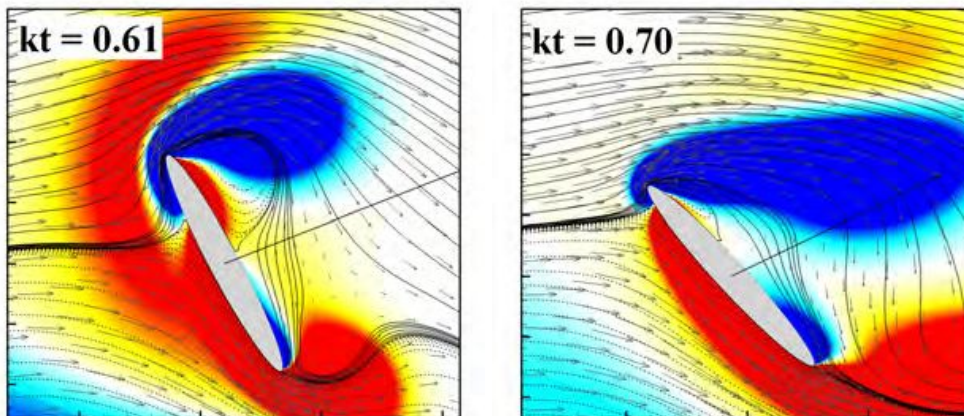 kt = 0.61
kt = 0.70